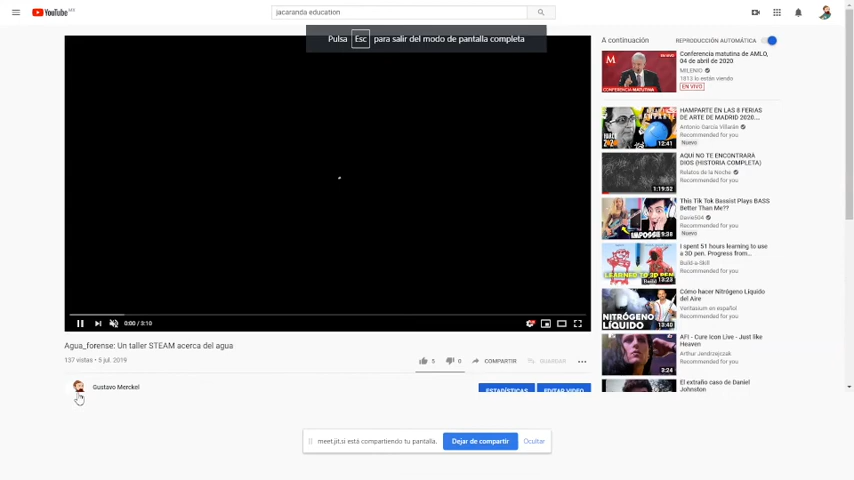 YouTube MX
jacaranda education
Pulsa Esc para salir del modo de pantalla completa
0:00 / 3:10
Agua_forense: Un taller STEAM acerca del agua
137 vistas • 5 jul. 2019
5
0
COMPARTIR
GUARDAR
Gustavo Merckel
ESTADÍSTICAS
EDITAR VIDEO
A continuación
REPRODUCCIÓN AUTOMÁTICA
CONFERENCIA MATUTINA
Conferencia matutina de AMLO,
04 de abril de 2020
MILENIO
1813 lo están viendo
EN VIVO
12:41
HAMPARTE EN LAS 8 FERIAS
DE ARTE DE MADRID 2020....
Antonio García Villarán
Recommended for you
Nuevo
1:19:52
AQUÍ NO TE ENCONTRARÁ
DIOS (HISTORIA COMPLETA)
Relatos de la Noche
Recommended for you
9:38
This Tik Tok Bassist Plays BASS
Better Than Me??
Davie504
Recommended for you
Nuevo
13:23
I spent 51 hours learning to use
a 3D pen. Progress from...
Build-a-Skill
Recommended for you
NITRÓGENO
LÍQUIDO
13:40
Cómo hacer Nitrógeno Líquido
del Aire
Veritasium en español
Recommended for you
3:24
AFI - Cure Icon Live - Just like
Heaven
Arthur Jendrzejczak
Recommended for you
El extraño caso de Daniel
Johnston
meet.jit.si está compartiendo tu pantalla.
Dejar de compartir
Ocultar